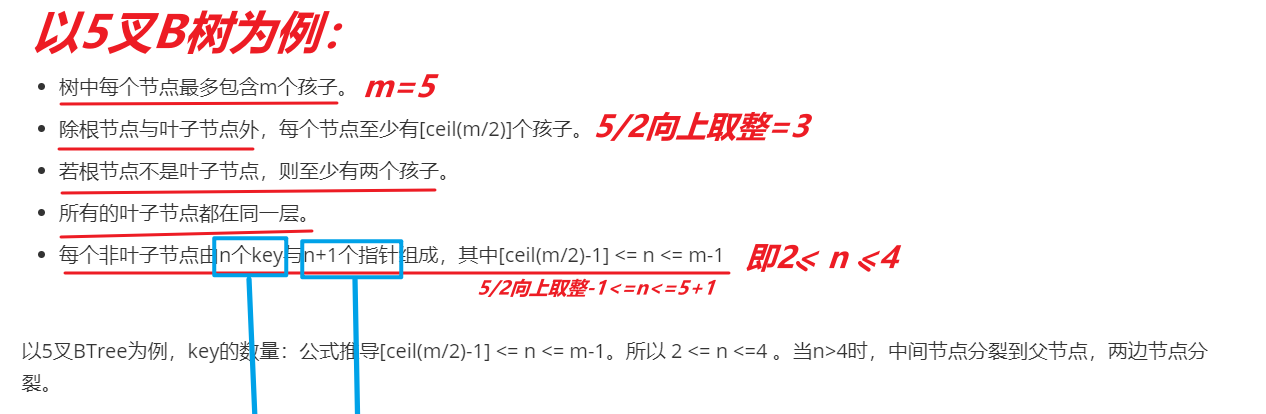 以5叉B树为例：
树中每个节点最多包含m个孩子。 m=5
除根节点与叶子节点外，每个节点至少有[ceil(m/2)]个孩子。 5/2向上取整=3
若根节点不是叶子节点，则至少有两个孩子。
所有的叶子节点都在同一层。
每个非叶子节点由n个key与n+1个指针组成，其中[ceil(m/2)-1] <= n <= m-1 即2≤ n ≤4
5/2向上取整-1<=n<=5+1
以5叉BTree为例，key的数量：公式推导[ceil(m/2)-1] <= n <= m-1。所以 2 <= n <=4 。当n>4时，中间节点分裂到父节点，两边节点分
裂。